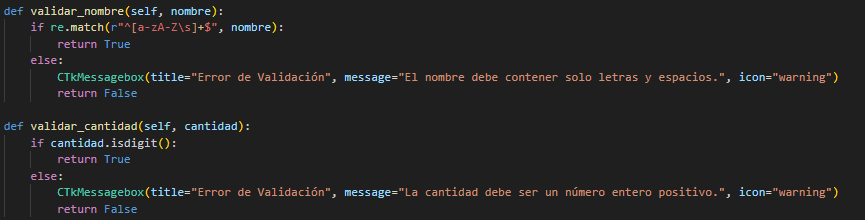 def validar_nombre(self, nombre):
    if re.match(r"^[a-zA-Z\s]+$", nombre):
        return True
    else:
        CTkMessagebox(title="Error de Validación", message="El nombre debe contener solo letras y espacios.", icon="warning")
        return False
def validar_cantidad(self, cantidad):
    if cantidad.isdigit():
        return True
    else:
        CTkMessagebox(title="Error de Validación", message="La cantidad debe ser un número entero positivo.", icon="warning")
        return False